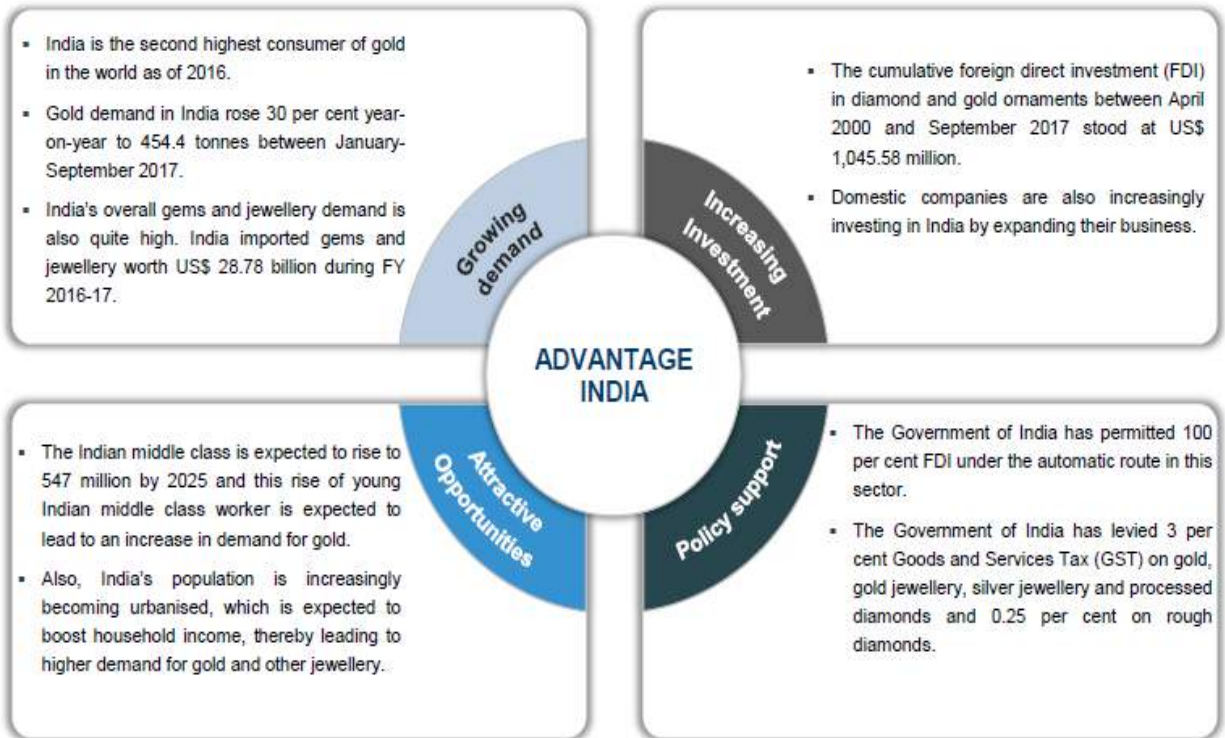 ▪ India is the second highest consumer of gold
in the world as of 2016.
▪ Gold demand in India rose 30 per cent year-
on-year to 454.4 tonnes between January-
September 2017.
▪ India's overall gems and jewellery demand is
also quite high. India imported gems and
jewellery worth US$ 28.78 billion during FY
2016-17.
Growing
demand
▪ The cumulative foreign direct investment (FDI)
in diamond and gold ornaments between April
2000 and September 2017 stood at US$
1,045.58 million.
▪ Domestic companies are also increasingly
investing in India by expanding their business.
Increasing
Investment
ADVANTAGE
INDIA
▪ The Indian middle class is expected to rise to
547 million by 2025 and this rise of young
Indian middle class worker is expected to
lead to an increase in demand for gold.
▪ Also, India's population is increasingly
becoming urbanised, which is expected to
boost household income, thereby leading to
higher demand for gold and other jewellery.
Attractive
Opportunities
▪ The Government of India has permitted 100
per cent FDI under the automatic route in this
sector.
▪ The Government of India has levied 3 per
cent Goods and Services Tax (GST) on gold,
gold jewellery, silver jewellery and processed
diamonds and 0.25 per cent on rough
diamonds.
Policy support